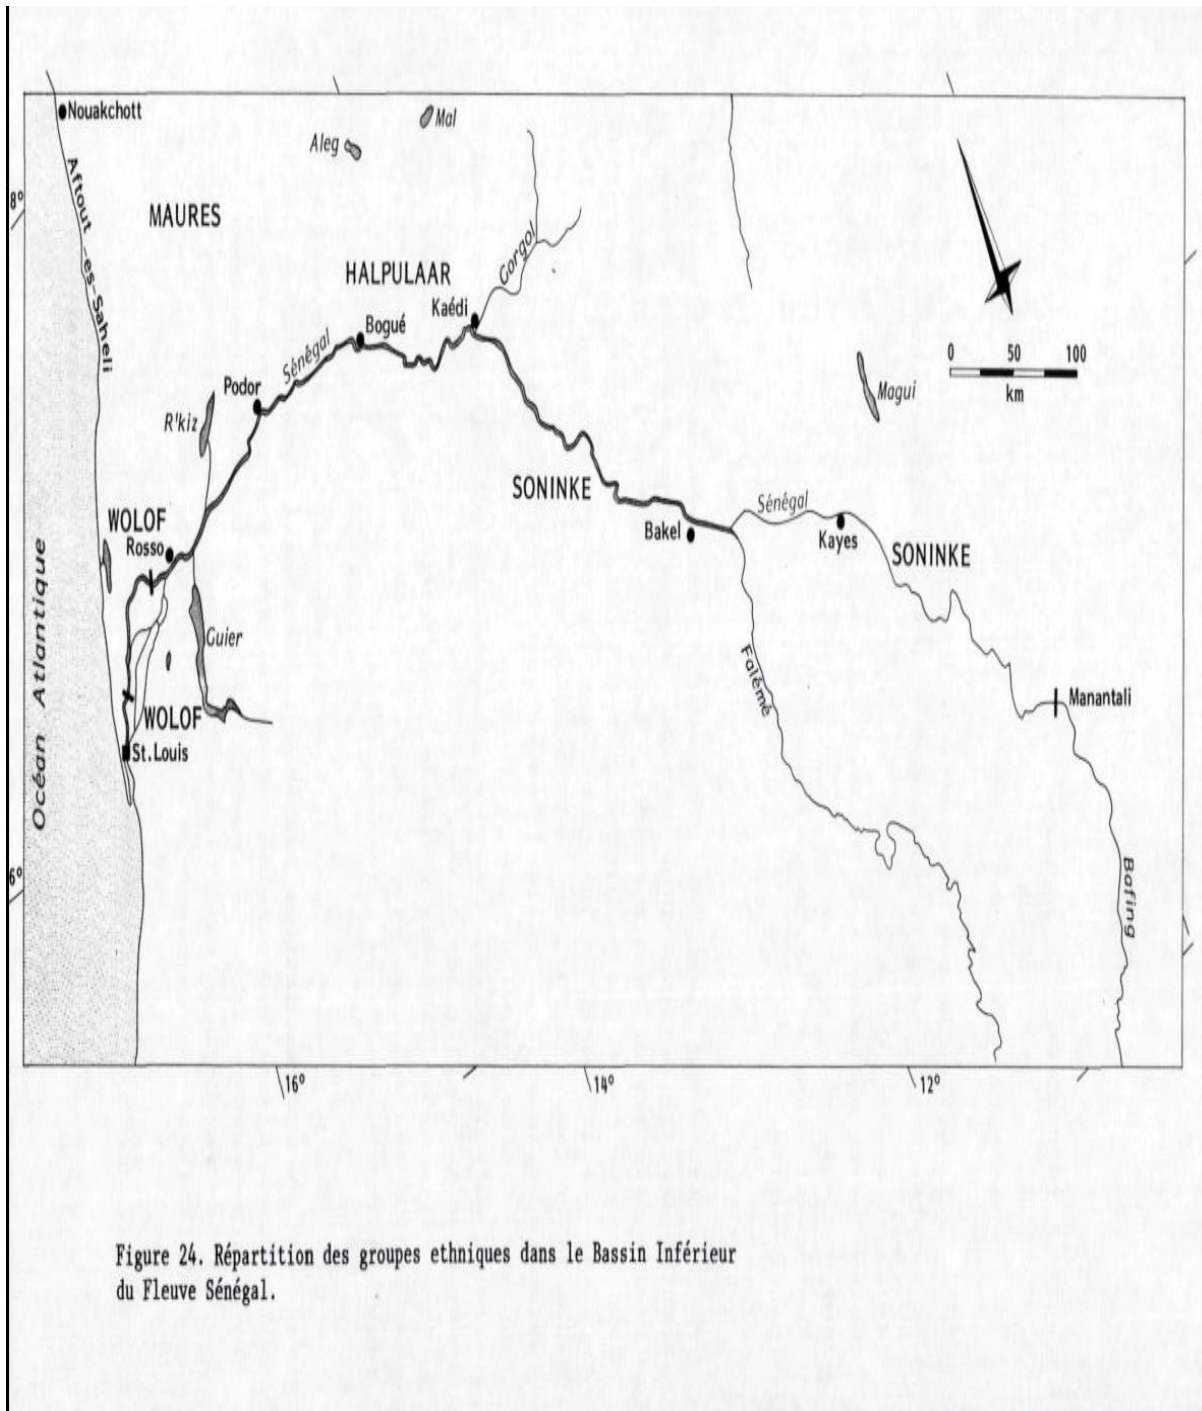 Nouakchott
Mal
Aleg
8°
Aftout-es-Saheli
MAURES
HALPULAAR
Gorgol
Kaédi
Bogué
Sénégal
0 50 100
km
Podor
R'kiz
Magui
SONINKE
Sénégal
WOLOF
Rosso
Bakel
Kayes
SONINKE
Océan Atlantique
Guier
Falémé
WOLOF
St.Louis
Manantali
6°
Bafing
16°
14°
12°
Figure 24. Répartition des groupes ethniques dans le Bassin Inférieur
du Fleuve Sénégal.